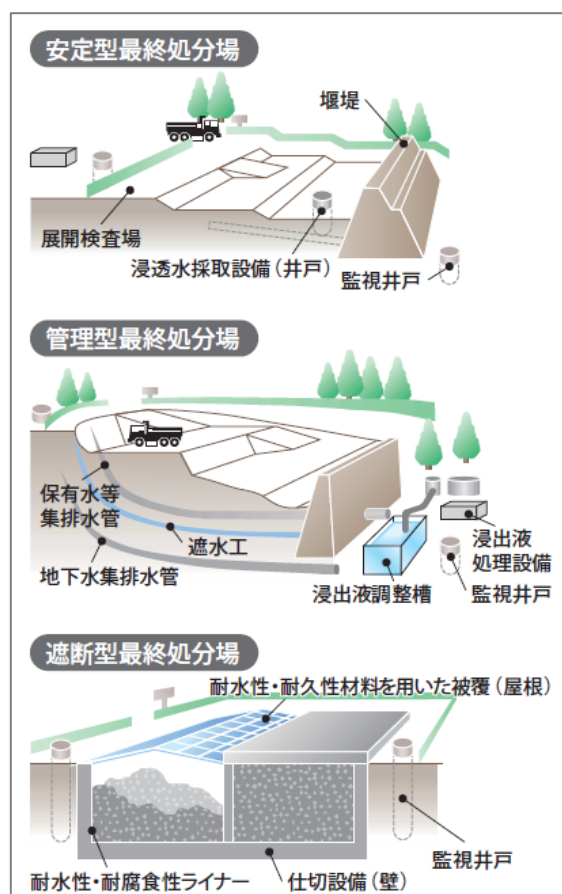 安定型最終処分場
堰堤
展開検査場
浸透水採取設備（井戸）
監視井戸
管理型最終処分場
保有水等
集排水管
遮水工
地下水集排水管
浸出液
処理設備
浸出液調整槽
監視井戸
遮断型最終処分場
耐水性・耐久性材料を用いた被覆（屋根）
監視井戸
耐水性・耐腐食性ライナー
仕切設備（壁）